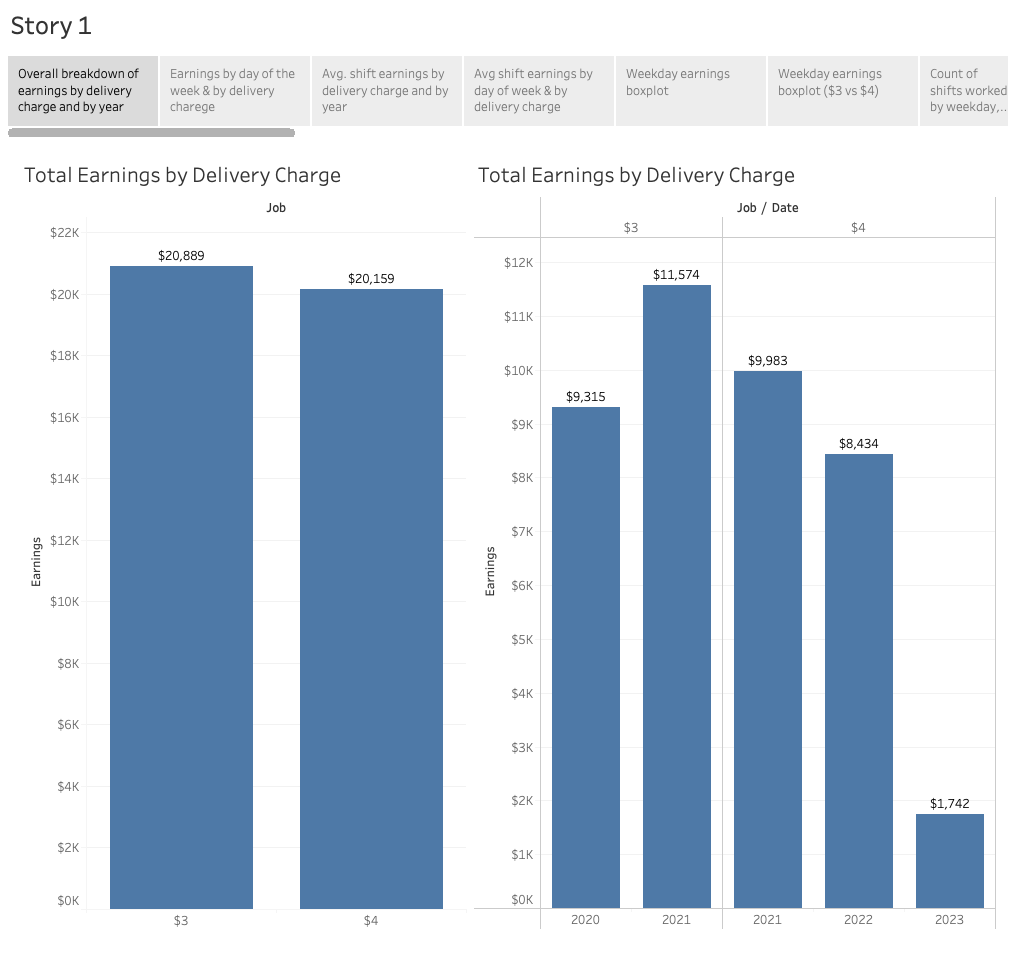 Story 1
Overall breakdown of
earnings by delivery
charge and by year
Earnings by day of the
week & by delivery
charege
Avg. shift earnings by
delivery charge and by
year
Avg shift earnings by
day of week & by
delivery charge
Weekday earnings
boxplot
Weekday earnings
boxplot ($3 vs $4)
Count of
shifts worked
by weekday,..
Total Earnings by Delivery Charge
Job
$22K
$20K
$18K
$16K
$14K
$12K
$10K
$8K
$6K
$4K
$2K
$0K
Earnings
$20,889
$20,159
$3
$4
Total Earnings by Delivery Charge
Job / Date
$3
$4
$12K
$11K
$10K
$9K
$8K
$7K
$6K
$5K
$4K
$3K
$2K
$1K
$0K
Earnings
$9,315
$11,574
$9,983
$8,434
$1,742
2020
2021
2021
2022
2023